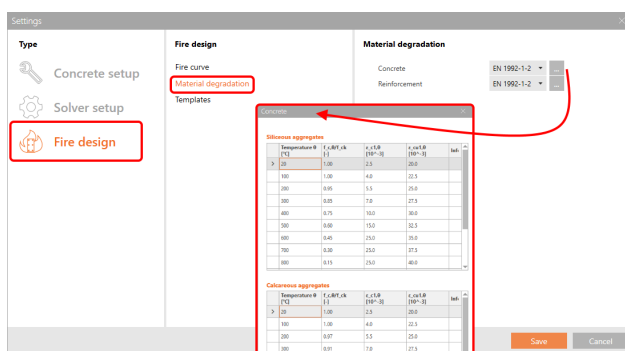 Settings
Type
Concrete setup
Solver setup
Fire design
Fire design
Fire curve
Material degradation
Templates
Material degradation
Concrete EN 1992-1-2 ...
Reinforcement EN 1992-1-2 ...
Concrete
Siliceous aggregates
Temperature θ [°C] f_c,θ/f_ck [-] ε_c1,θ [10^-3] ε_cu1,θ [10^-3]
20 1.00 2.5 20.0
100 1.00 4.0 22.5
200 0.95 5.5 25.0
300 0.85 7.0 27.5
400 0.75 10.0 30.0
500 0.60 15.0 32.5
600 0.45 25.0 35.0
700 0.30 25.0 37.5
800 0.15 25.0 40.0
Calcareous aggregates
Temperature θ [°C] f_c,θ/f_ck [-] ε_c1,θ [10^-3] ε_cu1,θ [10^-3]
20 1.00 2.5 20.0
100 1.00 4.0 22.5
200 0.97 5.5 25.0
300 0.91 7.0 27.5
Save Cancel